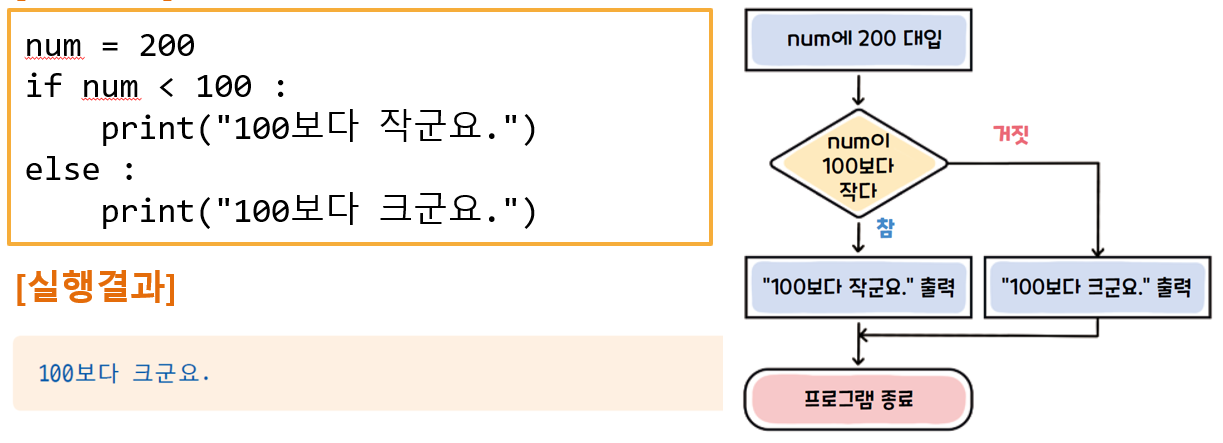 num = 200
if num < 100 :
    print("100보다 작군요.")
else :
    print("100보다 크군요.")
[실행결과]
100보다 크군요.
num에 200 대입
num이
100보다
작다
거짓
참
"100보다 작군요." 출력
"100보다 크군요." 출력
프로그램 종료